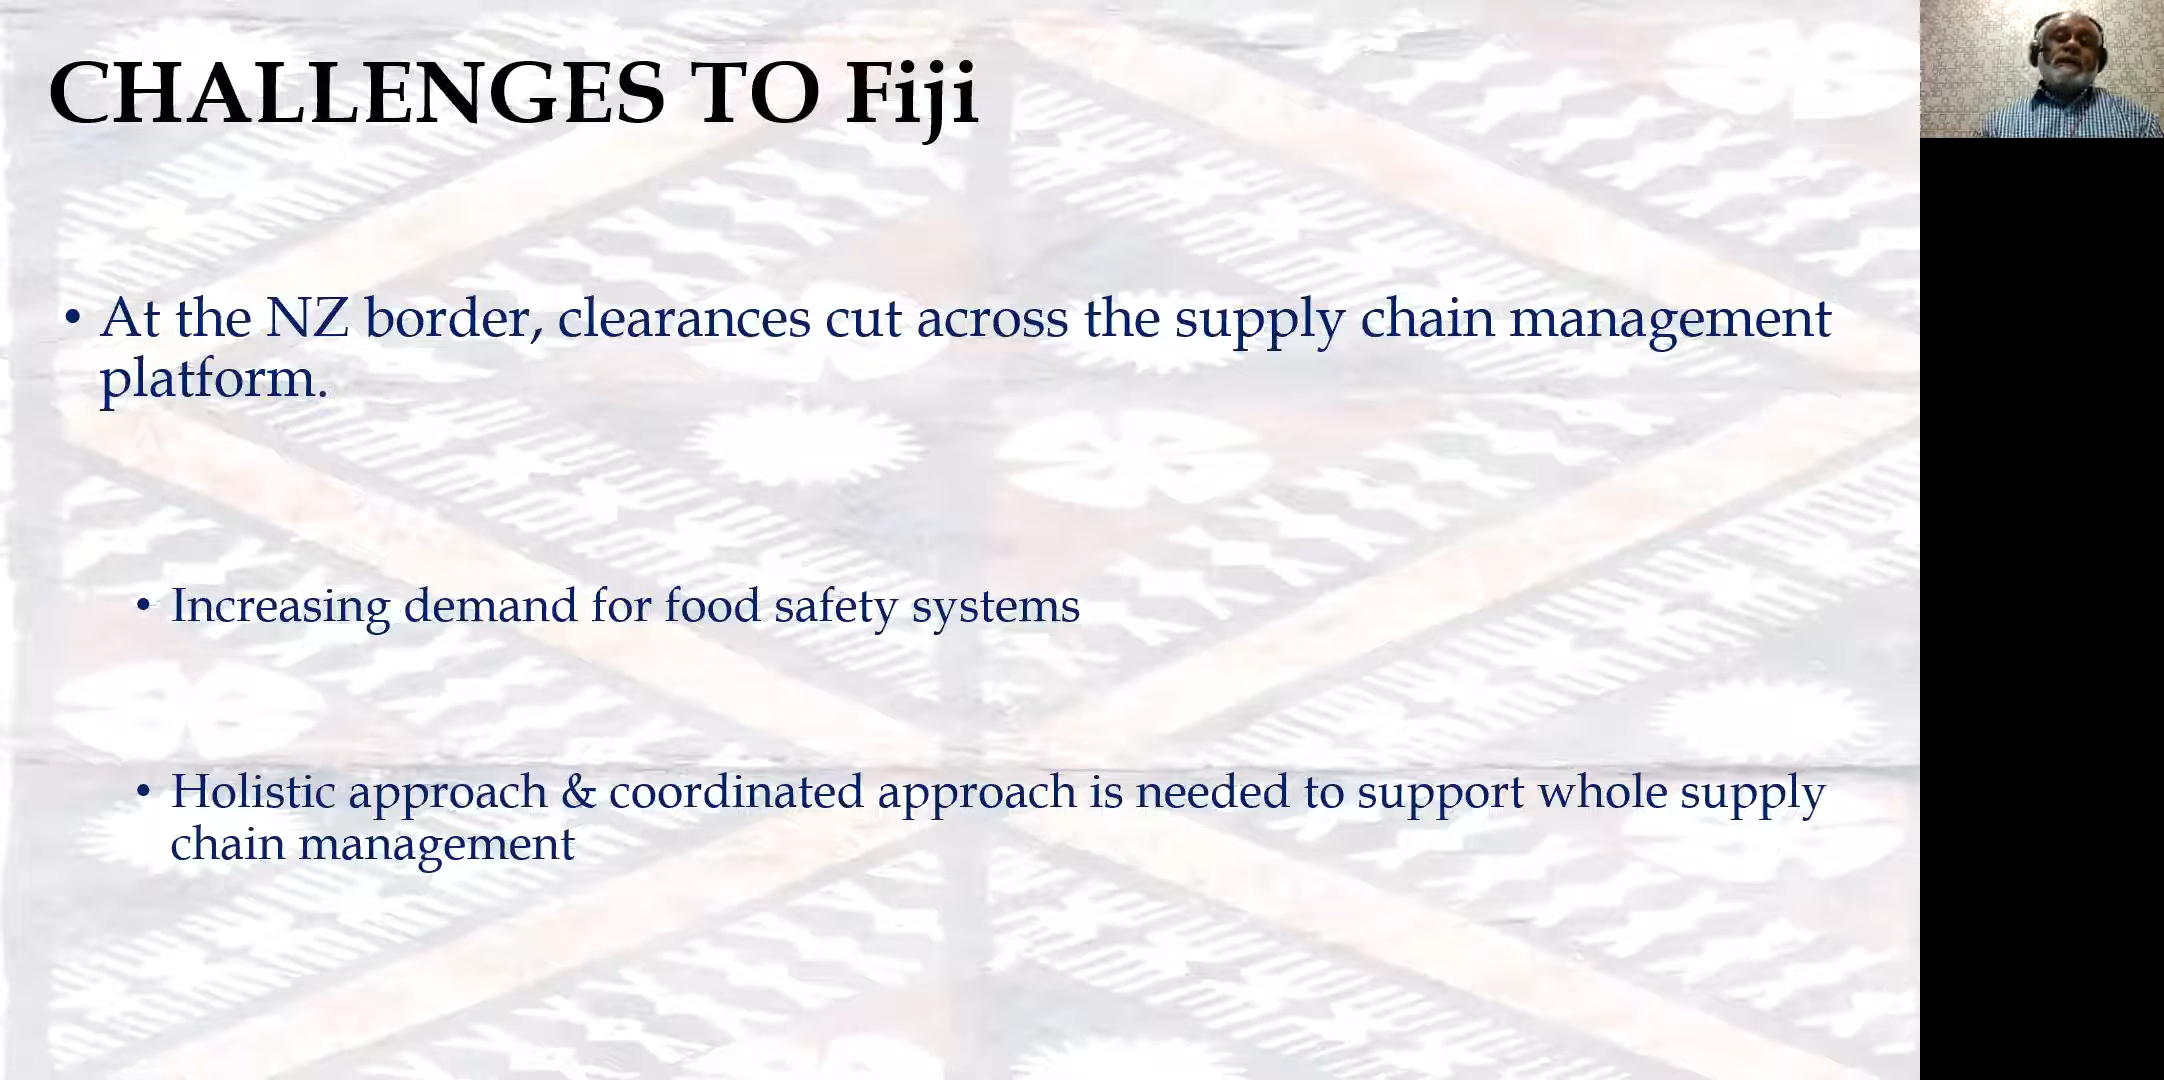 CHALLENGES TO Fiji
• At the NZ border, clearances cut across the supply chain management
platform.
• Increasing demand for food safety systems
• Holistic approach & coordinated approach is needed to support whole supply
chain management